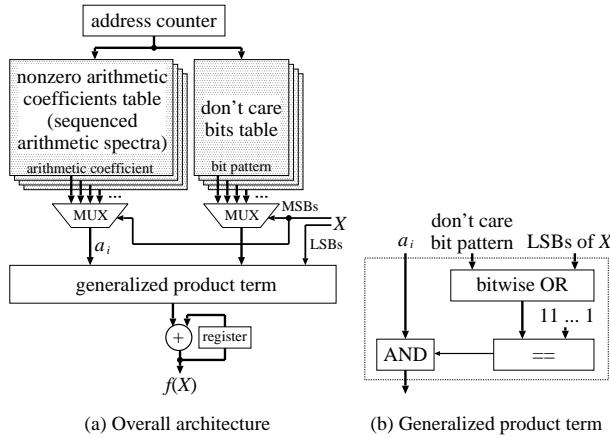 address counter
nonzero arithmetic
coefficients table
(sequenced
arithmetic spectra)
arithmetic coefficient
don't care
bits table
bit pattern
...
...
MUX
MUX
MSBs
X
LSBs
a i
generalized product term
+
register
f(X)
(a) Overall architecture
a i
don't care
bit pattern
LSBs of X
bitwise OR
11 ... 1
AND
==
(b) Generalized product term